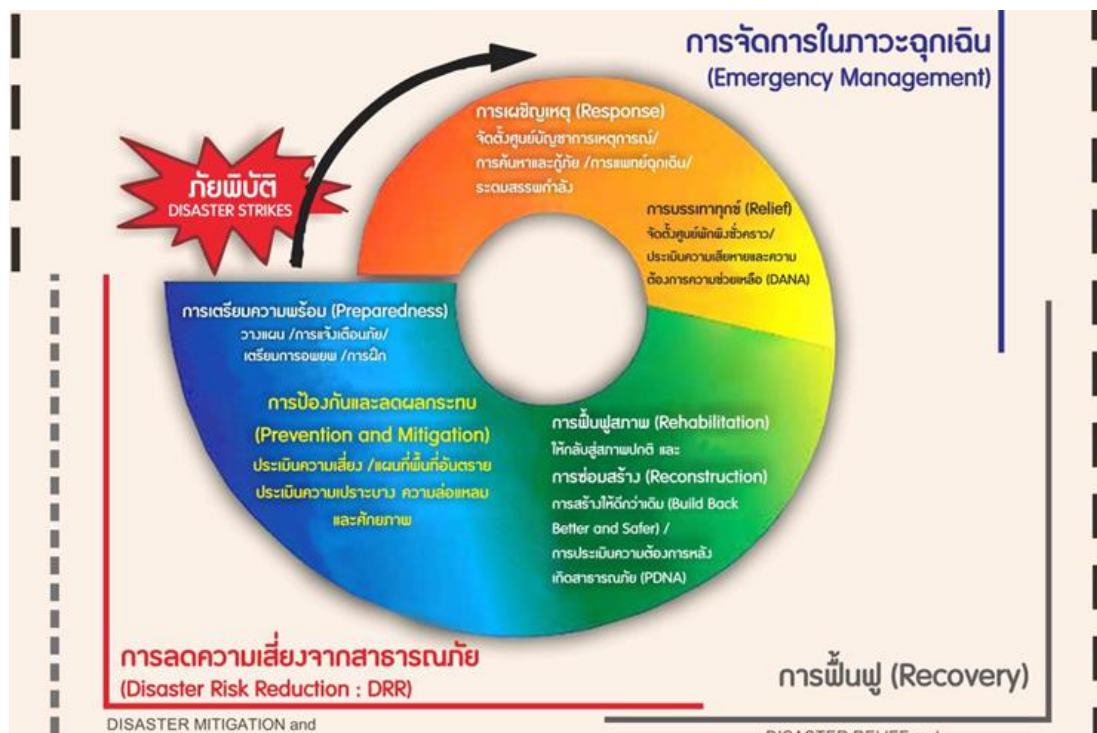 การจัดการในภาวะฉุกเฉิน
(Emergency Management)
การเผชิญเหตุ (Response)
จัดตั้งศูนย์บัญชาการเหตุการณ์/
การค้นหาและกู้ภัย /การแพทย์ฉุกเฉิน/
ระดมสรรพกำลัง
ภัยพิบัติ
DISASTER STRIKES
การบรรเทาทุกข์ (Relief)
จัดตั้งศูนย์พักพิงชั่วคราว/
ประเมินความเสียหายและความ
ต้องการความช่วยเหลือ (DANA)
การเตรียมความพร้อม (Preparedness)
วางแผน /การแจ้งเตือนภัย/
เตรียมการอพยพ /การฝึก
การป้องกันและลดผลกระทบ
(Prevention and Mitigation)
ประเมินความเสี่ยง /แผนที่พื้นที่อันตราย
ประเมินความเปราะบาง ความล่อแหลม
และศักยภาพ
การฟื้นฟูสภาพ (Rehabilitation)
ให้กลับสู่สภาพปกติ และ
การซ่อมสร้าง (Reconstruction)
การสร้างให้ดีกว่าเดิม (Build Back
Better and Safer) /
การประเมินความต้องการหลัง
เกิดสาธารณภัย (PDNA)
การลดความเสี่ยงจากสาธารณภัย
(Disaster Risk Reduction : DRR)
การฟื้นฟู (Recovery)
DISASTER MITIGATION and